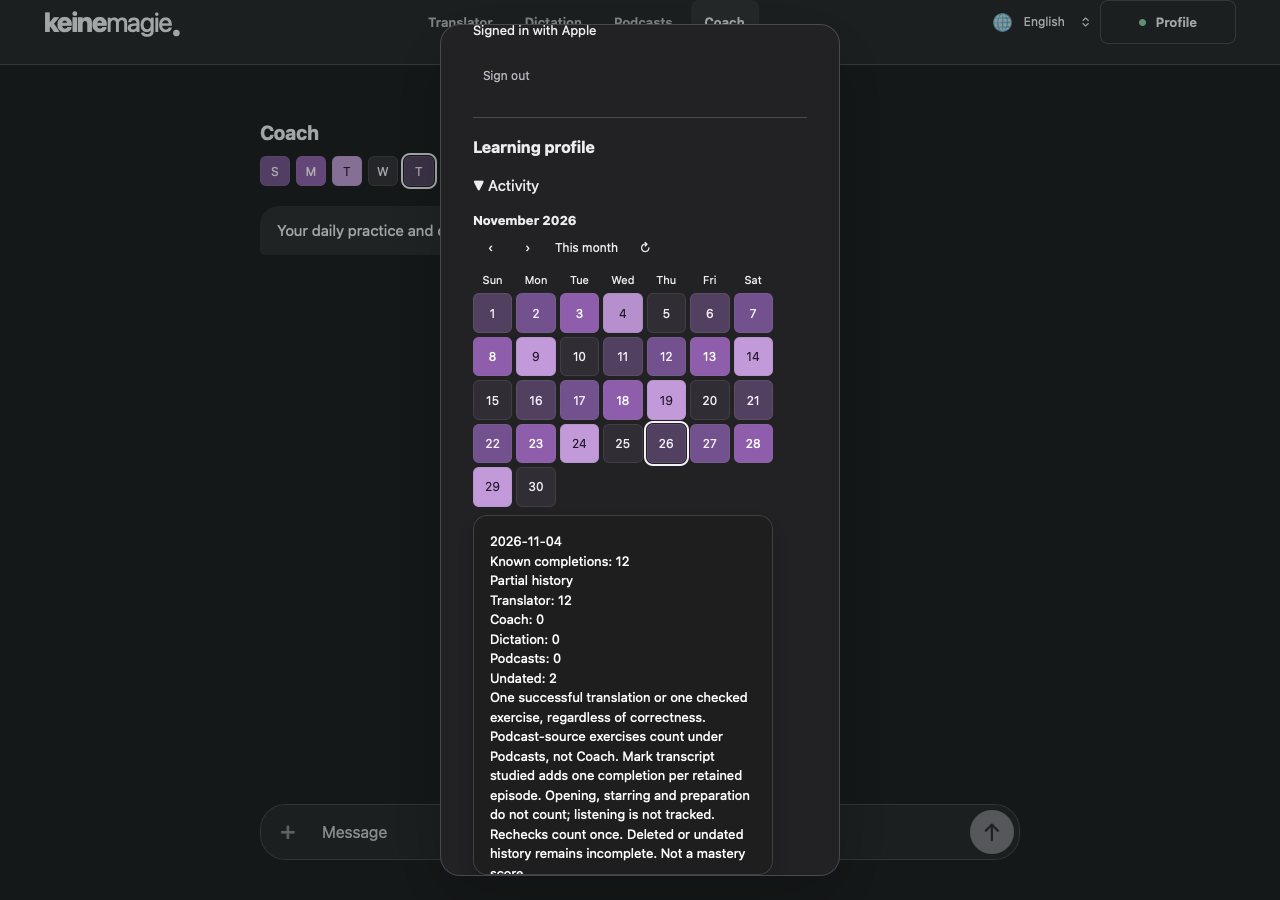 keinemagie.
Translator Dictation Podcasts Coach
English
Profile
Signed in with Apple
Sign out
Coach
S M T W T
Your daily practice and
Learning profile
▼ Activity
November 2026
‹ › This month ↻
Sun Mon Tue Wed Thu Fri Sat
1 2 3 4 5 6 7
8 9 10 11 12 13 14
15 16 17 18 19 20 21
22 23 24 25 26 27 28
29 30
2026-11-04
Known completions: 12
Partial history
Translator: 12
Coach: 0
Dictation: 0
Podcasts: 0
Undated: 2
One successful translation or one checked
exercise, regardless of correctness.
Podcast-source exercises count under
Podcasts, not Coach. Mark transcript
studied adds one completion per retained
episode. Opening, starring and preparation
do not count; listening is not tracked.
Rechecks count once. Deleted or undated
history remains incomplete. Not a mastery
score
Message